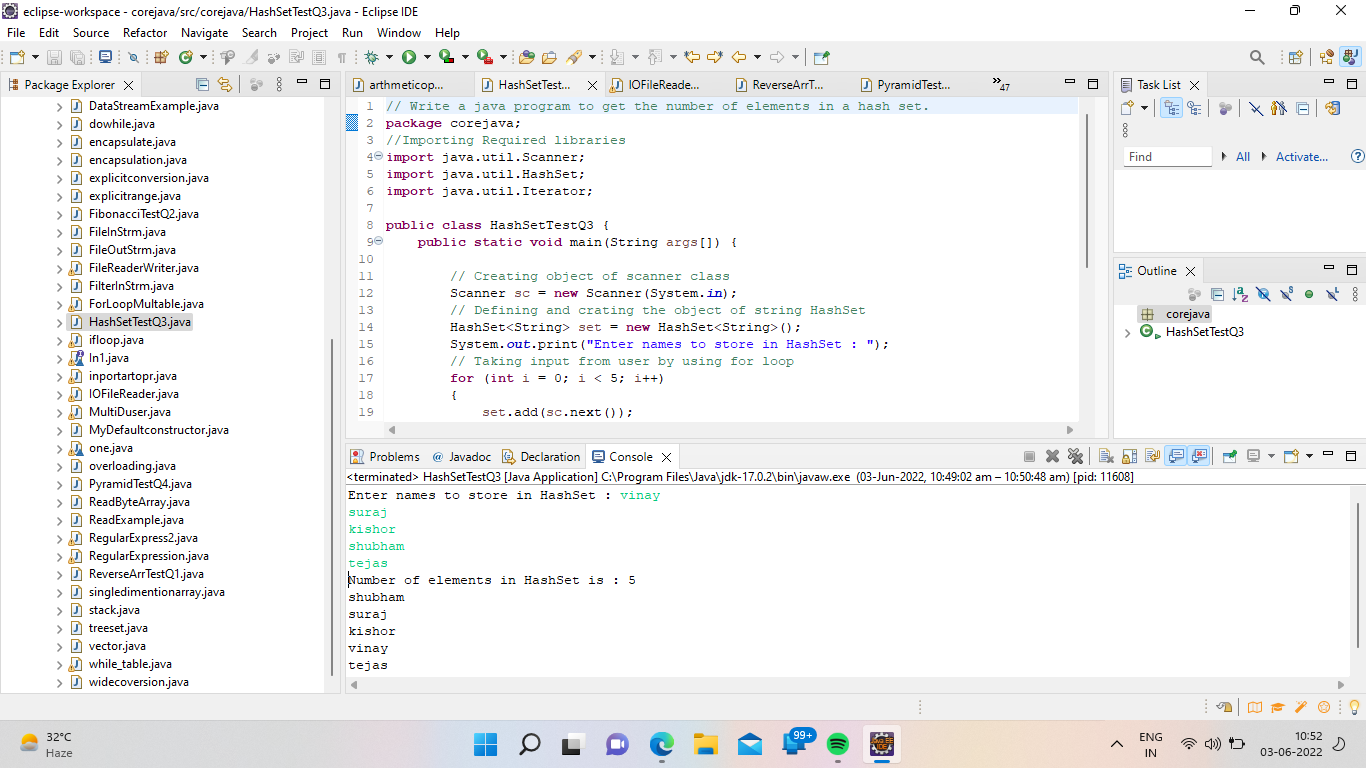 eclipse-workspace - corejava/src/corejava/HashSetTestQ3.java - Eclipse IDE
File Edit Source Refactor Navigate Search Project Run Window Help
Package Explorer
DataStreamExample.java
dowhile.java
encapsulate.java
encapsulation.java
explicitconversion.java
explicitrange.java
FibonacciTestQ2.java
FileInStrm.java
FileOutStrm.java
FileReaderWriter.java
FilterInStrm.java
ForLoopMultable.java
HashSetTestQ3.java
ifloop.java
In1.java
inportartopr.java
IOFileReader.java
MultiDuser.java
MyDefaultconstructor.java
one.java
overloading.java
PyramidTestQ4.java
ReadByteArray.java
ReadExample.java
RegularExpress2.java
RegularExpression.java
ReverseArrTestQ1.java
singledimentionarray.java
stack.java
treeset.java
vector.java
while_table.java
widecoversion.java
arthmeticop... HashSetTest... IOFileReade... ReverseArrT... PyramidTest... »47
1 // Write a java program to get the number of elements in a hash set.
2 package corejava;
3 //Importing Required libraries
4 import java.util.Scanner;
5 import java.util.HashSet;
6 import java.util.Iterator;
7
8 public class HashSetTestQ3 {
9 public static void main(String args[]) {
10
11 // Creating object of scanner class
12 Scanner sc = new Scanner(System.in);
13 // Defining and crating the object of string HashSet
14 HashSet<String> set = new HashSet<String>();
15 System.out.print("Enter names to store in HashSet : ");
16 // Taking input from user by using for loop
17 for (int i = 0; i < 5; i++)
18 {
19 set.add(sc.next());
Task List
Find All Activate...
Outline
corejava
HashSetTestQ3
Problems @ Javadoc Declaration Console
<terminated> HashSetTestQ3 [Java Application] C:\Program Files\Java\jdk-17.0.2\bin\javaw.exe (03-Jun-2022, 10:49:02 am – 10:50:48 am) [pid: 11608]
Enter names to store in HashSet : vinay
suraj
kishor
shubham
tejas
Number of elements in HashSet is : 5
shubham
suraj
kishor
vinay
tejas
32°C
Haze
99+
Java EE
IDE
ENG
IN
10:52
03-06-2022